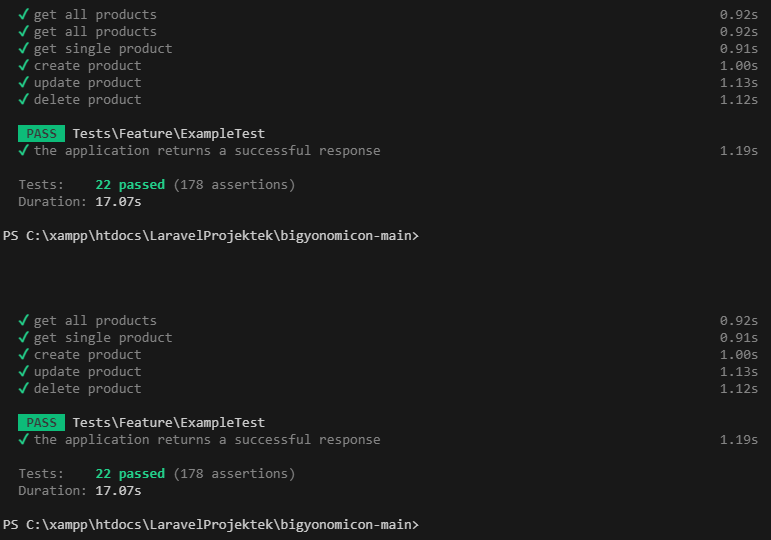 ✓ get all products 0.92s
✓ get all products 0.92s
✓ get single product 0.91s
✓ create product 1.00s
✓ update product 1.13s
✓ delete product 1.12s
PASS Tests\Feature\ExampleTest
✓ the application returns a successful response 1.19s
Tests: 22 passed (178 assertions)
Duration: 17.07s
PS C:\xampp\htdocs\LaravelProjektek\bigyonomicon-main>
✓ get all products 0.92s
✓ get single product 0.91s
✓ create product 1.00s
✓ update product 1.13s
✓ delete product 1.12s
PASS Tests\Feature\ExampleTest
✓ the application returns a successful response 1.19s
Tests: 22 passed (178 assertions)
Duration: 17.07s
PS C:\xampp\htdocs\LaravelProjektek\bigyonomicon-main>